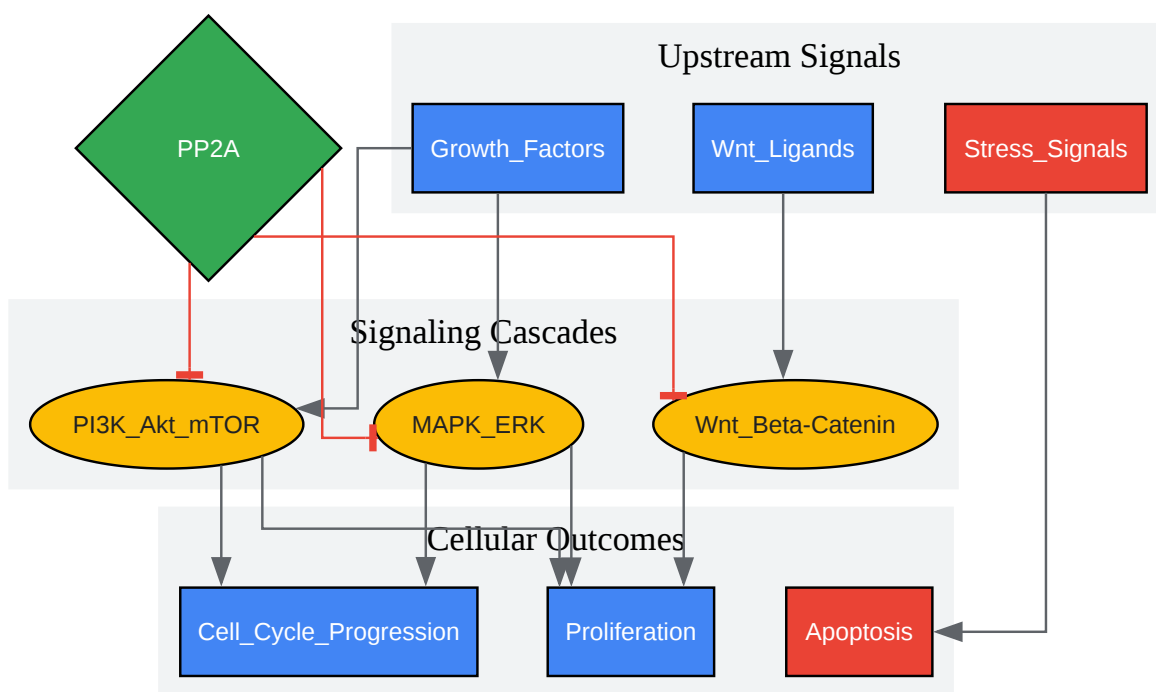 Upstream Signals
PP2A
Growth_Factors
Wnt_Ligands
Stress_Signals
Signaling Cascades
PI3K_Akt_mTOR
MAPK_ERK
Wnt_Beta-Catenin
Cellular Outcomes
Cell_Cycle_Progression
Proliferation
Apoptosis